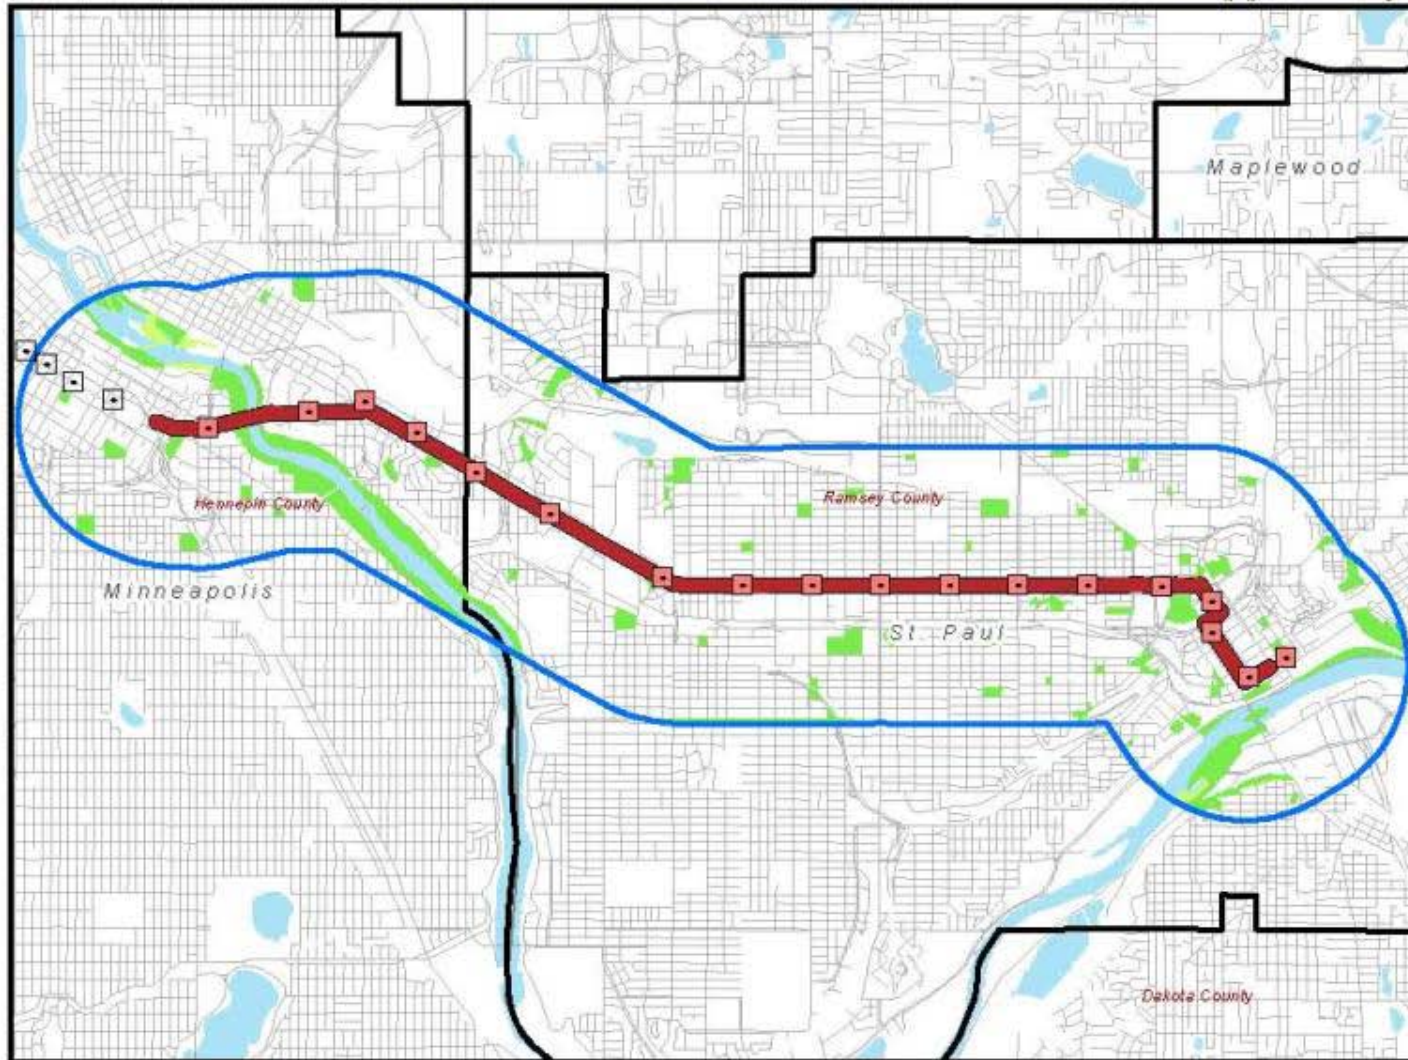 Maplewood
Ramsey County
Hennepin County
Minneapolis
St. Paul
Dakota County